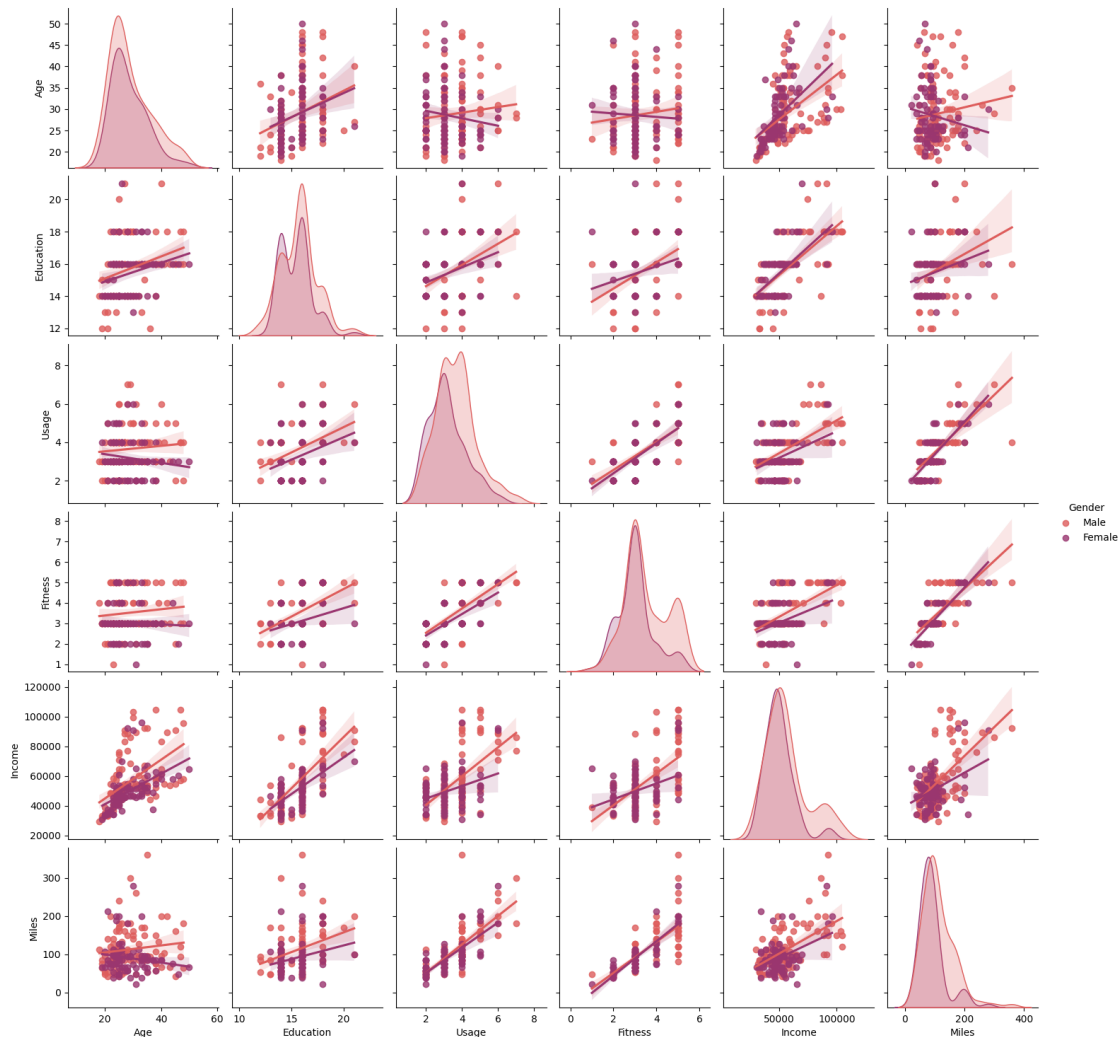 50
45
40
35
30
25
20
Age
20
18
16
14
12
Education
8
6
4
2
Usage
8
7
6
5
4
3
2
1
Fitness
Gender
Male
Female
120000
100000
80000
60000
40000
20000
Income
300
200
100
0
Miles
20 40 60
Age
10 15 20
Education
2 4 6 8
Usage
0 2 4 6
Fitness
50000 100000
Income
0 200 400
Miles